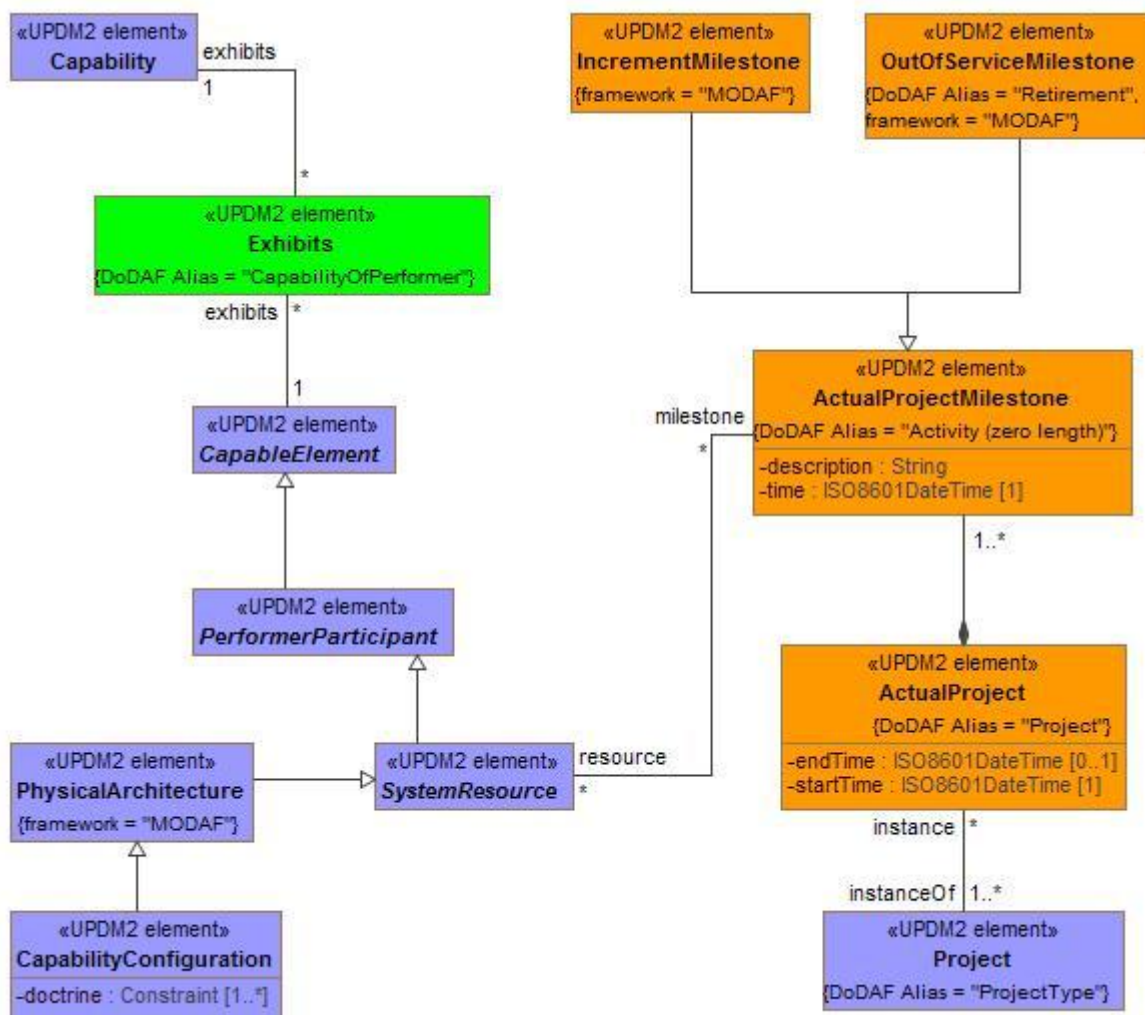 «UPDM2 element»
Capability
exhibits
1
*
«UPDM2 element»
Exhibits
{DoDAF Alias = "CapabilityOfPerformer"}
exhibits
*
1
«UPDM2 element»
CapableElement
«UPDM2 element»
PerformerParticipant
«UPDM2 element»
PhysicalArchitecture
{framework = "MODAF"}
«UPDM2 element»
SystemResource
resource
*
«UPDM2 element»
CapabilityConfiguration
-doctrine : Constraint [1..*]
«UPDM2 element»
IncrementMilestone
{framework = "MODAF"}
«UPDM2 element»
OutOfServiceMilestone
{DoDAF Alias = "Retirement",
framework = "MODAF"}
milestone
*
«UPDM2 element»
ActualProjectMilestone
{DoDAF Alias = "Activity (zero length)"}
-description : String
-time : ISO8601DateTime [1]
1..*
«UPDM2 element»
ActualProject
{DoDAF Alias = "Project"}
-endTime : ISO8601DateTime [0..1]
-startTime : ISO8601DateTime [1]
instance
*
instanceOf
1..*
«UPDM2 element»
Project
{DoDAF Alias = "ProjectType"}